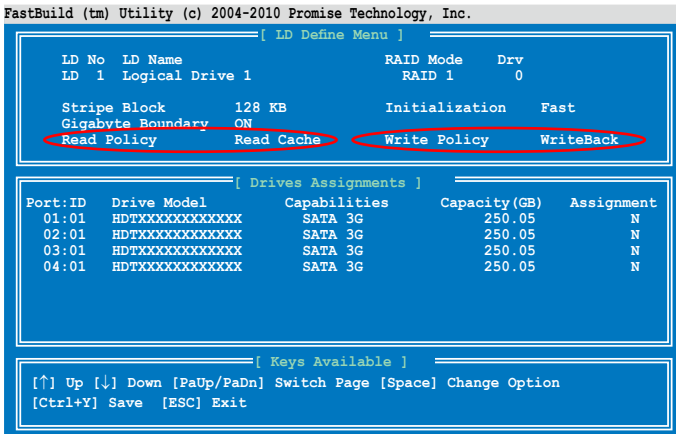 FastBuild (tm) Utility (c) 2004-2010 Promise Technology, Inc.
[ LD Define Menu ]
LD No LD Name RAID Mode Drv
LD 1 Logical Drive 1 RAID 1 0
Stripe Block 128 KB Initialization Fast
Gigabyte Boundary ON
Read Policy Read Cache Write Policy WriteBack
[ Drives Assignments ]
Port:ID Drive Model Capabilities Capacity(GB) Assignment
01:01 HDTXXXXXXXXXXXX SATA 3G 250.05 N
02:01 HDTXXXXXXXXXXXX SATA 3G 250.05 N
03:01 HDTXXXXXXXXXXXX SATA 3G 250.05 N
04:01 HDTXXXXXXXXXXXX SATA 3G 250.05 N
[ Keys Available ]
[↑] Up [↓] Down [PaUp/PaDn] Switch Page [Space] Change Option
[Ctrl+Y] Save [ESC] Exit